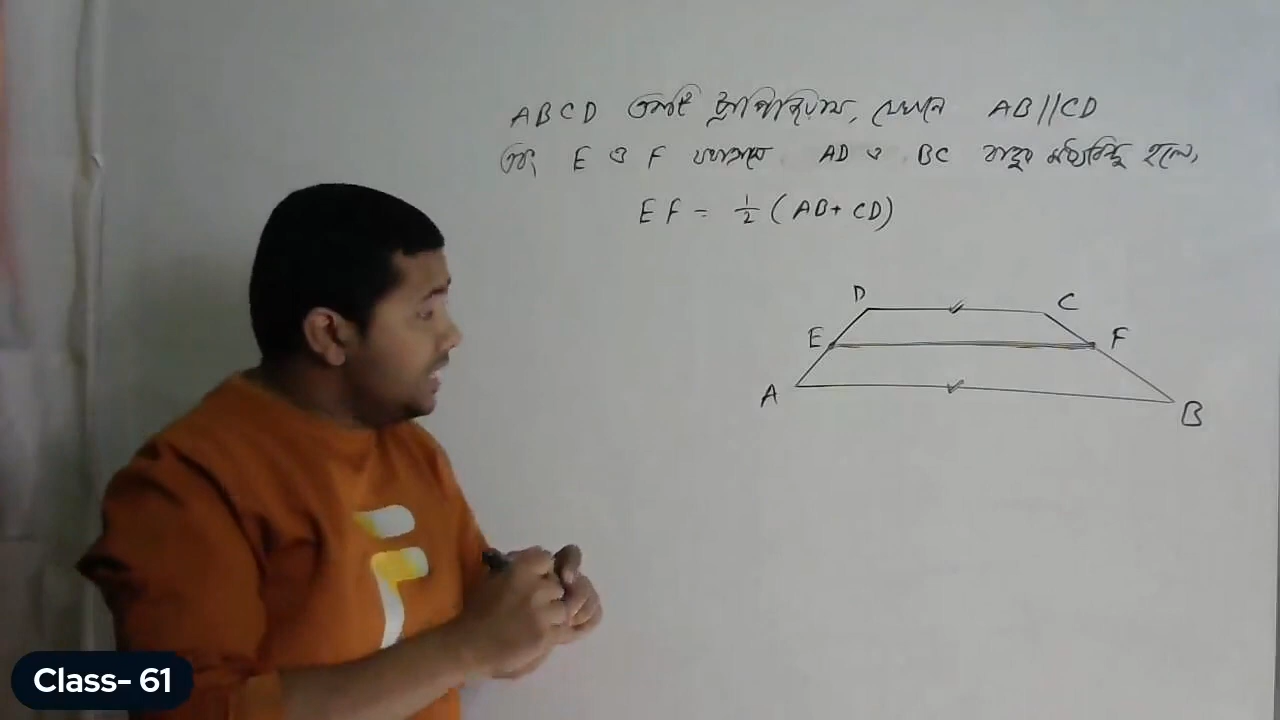 ABCD একটি ট্রাপিজিয়াম, যেখানে AB//CD
এবং E ও F যথাক্রমে AD ও BC বাহুর মধ্যবিন্দু হলে,
EF = 1/2 (AB+CD)
D C
E F
A B
Class- 61